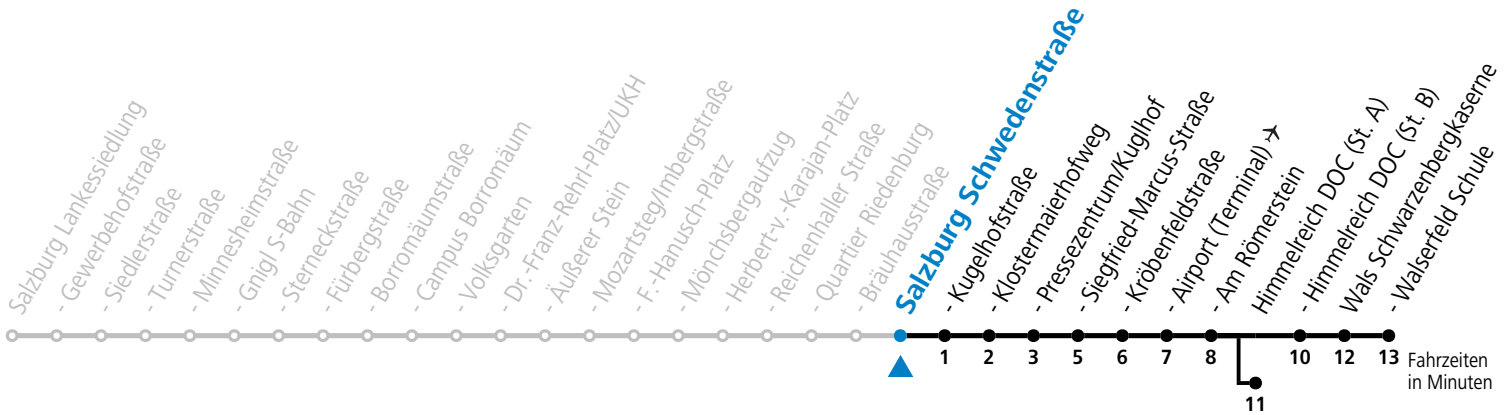 Salzburg Lankessiedlung
- Gewerbehofstraße
- Siedlerstraße
- Turnerstraße
- Minnesheimstraße
- Gnigl S-Bahn
- Sterneckstraße
- Fürbergstraße
- Borromäumstraße
- Campus Borromäum
- Volksgarten
- Dr.-Franz-Rehrl-Platz/UKH
- Äußerer Stein
- Mozartsteg/Imbergstraße
- F.-Hanusch-Platz
- Mönchsbergaufzug
- Herbert-v.-Karajan-Platz
- Reichenhaller Straße
- Quartier Riedenburg
- Bräuhausstraße
Salzburg Schwedenstraße
- Kugelhofstraße
- Klostermaierhofweg
- Pressezentrum/Kuglhof
- Siegfried-Marcus-Straße
- Kröbenfeldstraße
- Airport (Terminal) ✈
- Am Römerstein
Himmelreich DOC (St. A)
- Himmelreich DOC (St. B)
Wals Schwarzenbergkaserne
- Walserfeld Schule
1 2 3 5 6 7 8 10 12 13
Fahrzeiten
in Minuten
11